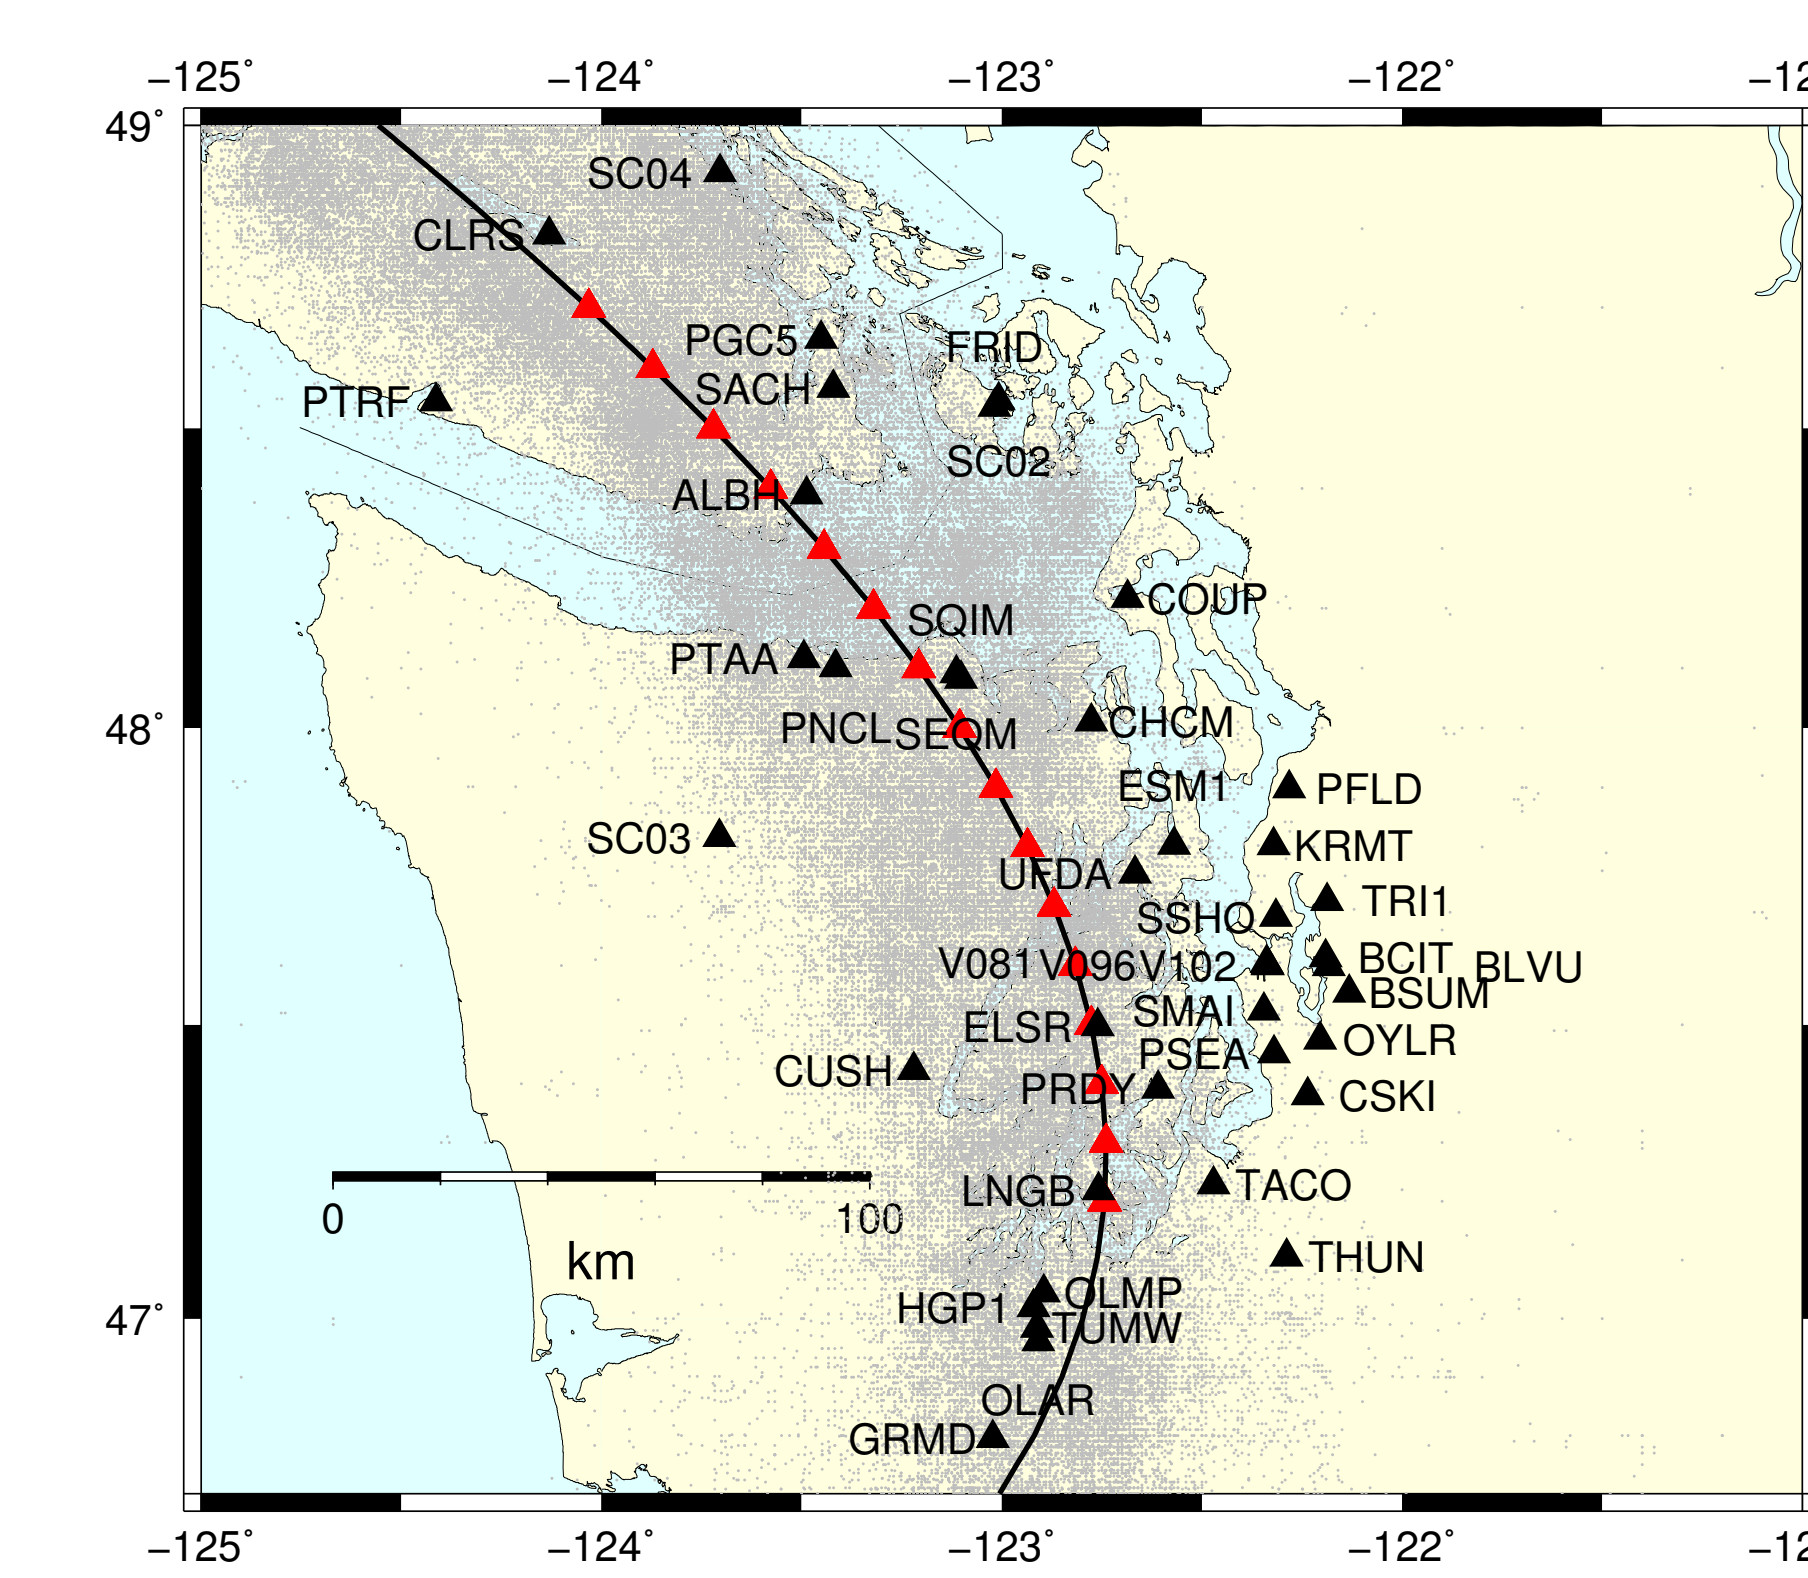 −125° −124° −123° −122° −12
49°
SC04
CLRS
PGC5
FRID
SACH
PTRF
SC02
ALBH
COUP
SQIM
PTAA
48°
PNCL SEQM CHCM
ESM1 PFLD
SC03 KRMT
UFDA
TRI1
SSHO
V081 V096 V102 BCIT BLVU
BSUM
SMAI
ELSR OYLR
PSEA
CUSH
PRDY CSKI
LNGB TACO
0 100
km THUN
OLMP
HGP1
47° TUMW
OLAR
GRMD
−125° −124° −123° −122° −12